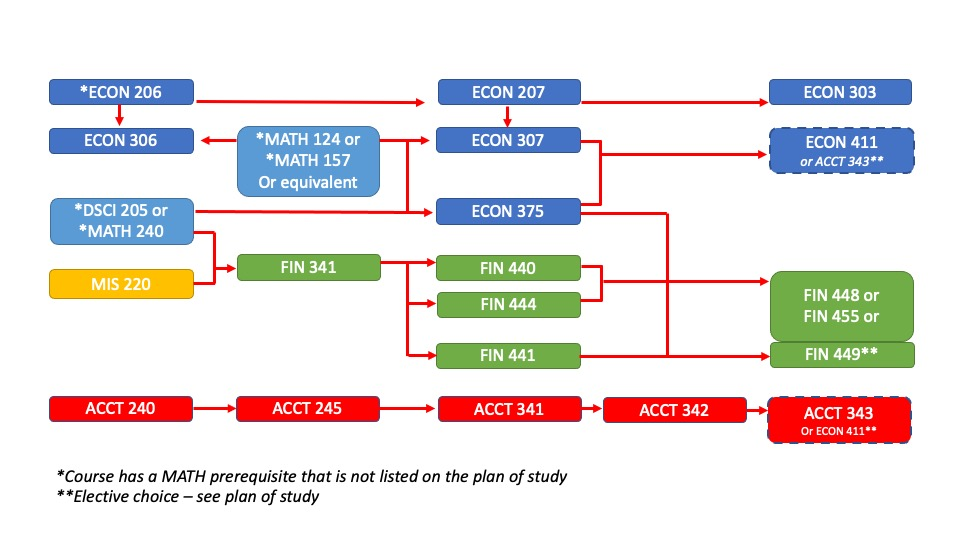 *ECON 206
ECON 207
ECON 303
ECON 306
*MATH 124 or
*MATH 157
Or equivalent
ECON 307
ECON 411
or ACCT 343**
*DSCI 205 or
*MATH 240
ECON 375
MIS 220
FIN 341
FIN 440
FIN 444
FIN 441
FIN 448 or
FIN 455 or
FIN 449**
ACCT 240
ACCT 245
ACCT 341
ACCT 342
ACCT 343
Or ECON 411**
*Course has a MATH prerequisite that is not listed on the plan of study
**Elective choice – see plan of study